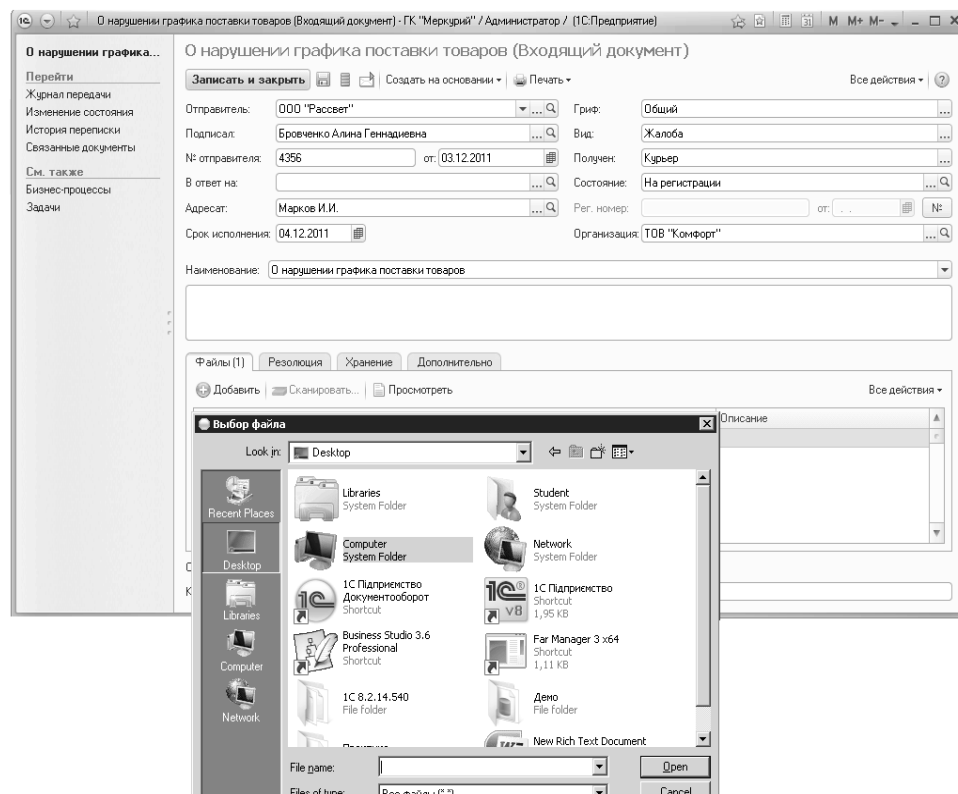 О нарушении графика поставки товаров (Входящий документ) - ГК "Меркурий" / Администратор / (1С:Предприятие) 31 M M+ M-
О нарушении графика...
Перейти
Журнал передачи
Изменение состояния
История переписки
Связанные документы
См. также
Бизнес-процессы
Задачи
О нарушении графика поставки товаров (Входящий документ)
Записать и закрыть Создать на основании Печать Все действия ?
Отправитель: ООО "Рассвет" ... Гриф: Общий ...
Подписал: Бровченко Алина Геннадиевна ... Вид: Жалоба ...
№ отправителя: 4356 от: 03.12.2011 Получен: Курьер ...
В ответ на: ... Состояние: На регистрации ...
Адресат: Марков И.И. ... Рег. номер: от: . . №
Срок исполнения: 04.12.2011 Организация: ТОВ "Комфорт" ...
Наименование: О нарушении графика поставки товаров
Файлы (1) Резолюция Хранение Дополнительно
Добавить Сканировать... Просмотреть Все действия
Описание
Выбор файла
Look in: Desktop
Recent Places
Desktop
Libraries
Computer
Network
Libraries
System Folder
Student
System Folder
Computer
System Folder
Network
System Folder
1С Підприємство
Документооборот
Shortcut
1С Підприємство
Shortcut
1,95 KB
Business Studio 3.6
Professional
Shortcut
Far Manager 3 x64
Shortcut
1,11 KB
1C 8.2.14.540
File folder
Демо
File folder
New Rich Text Document
File name: Open
Files of type: Все файлы (*.*) Cancel